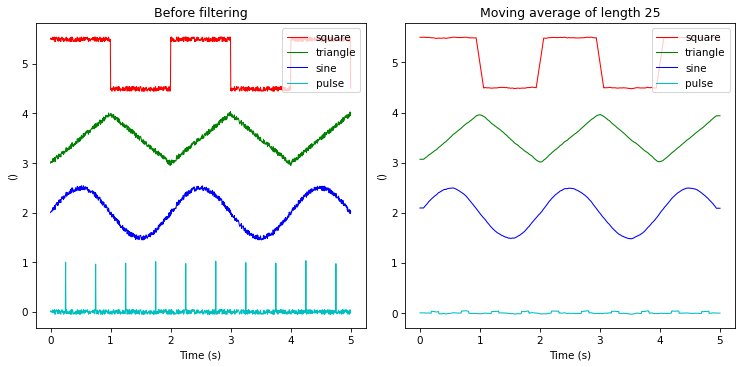 Before filtering
square
triangle
sine
pulse
5
4
3
2
1
0
()
0
1
2
3
4
5
Time (s)
Moving average of length 25
square
triangle
sine
pulse
5
4
3
2
1
0
()
0
1
2
3
4
5
Time (s)